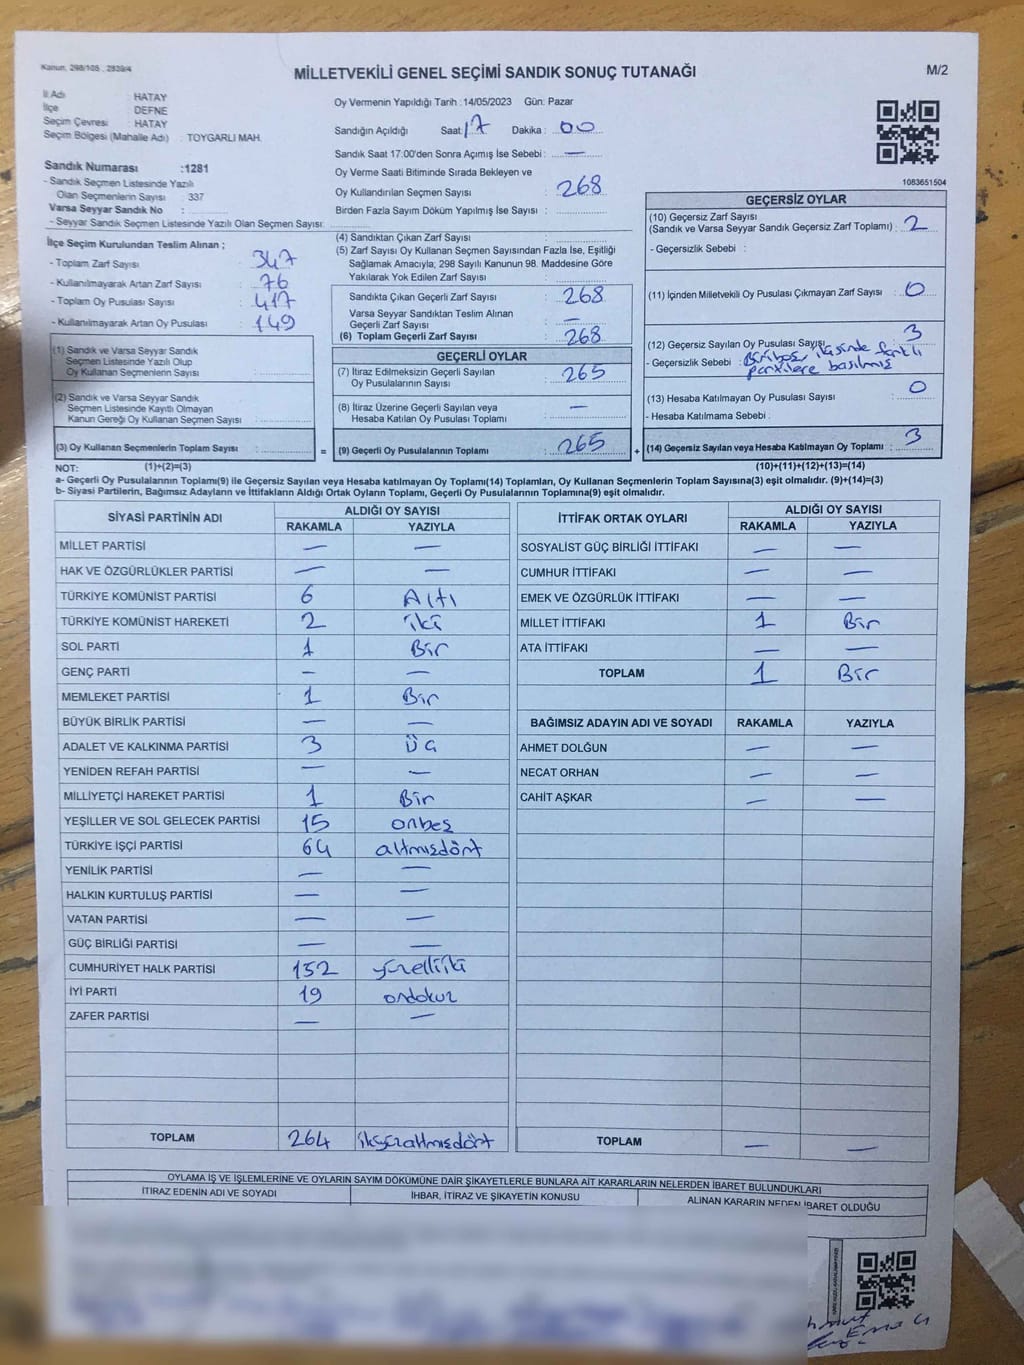 Kanun, 298/105 , 2839/4
MİLLETVEKİLİ GENEL SEÇİMİ SANDIK SONUÇ TUTANAĞI
M/2
İl Adı : HATAY
İlçe : DEFNE
Seçim Çevresi : HATAY
Seçim Bölgesi (Mahalle Adı) : TOYGARLI MAH.
Sandık Numarası :1281
- Sandık Seçmen Listesinde Yazılı
Olan Seçmenlerin Sayısı : 337
Varsa Seyyar Sandık No :
- Seyyar Sandık Seçmen Listesinde Yazılı Olan Seçmen Sayısı:
İlçe Seçim Kurulundan Teslim Alınan ;
- Toplam Zarf Sayısı : 347
- Kullanılmayarak Artan Zarf Sayısı : 76
- Toplam Oy Pusulası Sayısı : 417
- Kullanılmayarak Artan Oy Pusulası : 149
Oy Vermenin Yapıldığı Tarih :14/05/2023 Gün: Pazar
Sandığın Açıldığı Saat: 17 Dakika : 00
Sandık Saat 17:00'den Sonra Açımış İse Sebebi : —
Oy Verme Saati Bitiminde Sırada Bekleyen ve
Oy Kullandırılan Seçmen Sayısı : 268
Birden Fazla Sayım Döküm Yapılmış İse Sayısı :
(4) Sandıktan Çıkan Zarf Sayısı :
(5) Zarf Sayısı Oy Kullanan Seçmen Sayısından Fazla İse, Eşitliği
Sağlamak Amacıyla; 298 Sayılı Kanunun 98. Maddesine Göre
Yakılarak Yok Edilen Zarf Sayısı :
Sandıkta Çıkan Geçerli Zarf Sayısı : 268
Varsa Seyyar Sandıktan Teslim Alınan
Geçerli Zarf Sayısı : —
(6) Toplam Geçerli Zarf Sayısı : 268
1083651504
GEÇERSİZ OYLAR
(10) Geçersiz Zarf Sayısı
(Sandık ve Varsa Seyyar Sandık Geçersiz Zarf Toplamı) : 2
- Geçersizlik Sebebi :
(11) İçinden Milletvekili Oy Pusulası Çıkmayan Zarf Sayısı : 0
(12) Geçersiz Sayılan Oy Pusulası Sayısı : 3
- Geçersizlik Sebebi : Biri boş, ikisinde farklı
partilere basılmış
(13) Hesaba Katılmayan Oy Pusulası Sayısı : 0
- Hesaba Katılmama Sebebi :
(14) Geçersiz Sayılan veya Hesaba Katılmayan Oy Toplamı : 3
(1) Sandık ve Varsa Seyyar Sandık
Seçmen Listesinde Yazılı Olup
Oy Kullanan Seçmenlerin Sayısı :
(2) Sandık ve Varsa Seyyar Sandık
Seçmen Listesinde Kayıtlı Olmayan
Kanun Gereği Oy Kullanan Seçmen Sayısı :
(3) Oy Kullanan Seçmenlerin Toplam Sayısı : =
GEÇERLİ OYLAR
(7) İtiraz Edilmeksizin Geçerli Sayılan
Oy Pusulalarının Sayısı : 265
(8) İtiraz Üzerine Geçerli Sayılan veya
Hesaba Katılan Oy Pusulası Toplamı : —
(9) Geçerli Oy Pusulalarının Toplamı : 265 +
NOT: (1)+(2)=(3) (10)+(11)+(12)+(13)=(14)
a- Geçerli Oy Pusulalarının Toplamı(9) ile Geçersiz Sayılan veya Hesaba katılmayan Oy Toplamı(14) Toplamları, Oy Kullanan Seçmenlerin Toplam Sayısına(3) eşit olmalıdır. (9)+(14)=(3)
b- Siyasi Partilerin, Bağımsız Adayların ve İttifakların Aldığı Ortak Oyların Toplamı, Geçerli Oy Pusulalarının Toplamına(9) eşit olmalıdır.
SİYASİ PARTİNİN ADI ALDIĞI OY SAYISI
RAKAMLA YAZIYLA
MİLLET PARTİSİ — —
HAK VE ÖZGÜRLÜKLER PARTİSİ — —
TÜRKİYE KOMÜNİST PARTİSİ 6 Altı
TÜRKİYE KOMÜNİST HAREKETİ 2 iki
SOL PARTİ 1 Bir
GENÇ PARTİ — —
MEMLEKET PARTİSİ 1 Bir
BÜYÜK BİRLİK PARTİSİ — —
ADALET VE KALKINMA PARTİSİ 3 Üç
YENİDEN REFAH PARTİSİ — —
MİLLİYETÇİ HAREKET PARTİSİ 1 Bir
YEŞİLLER VE SOL GELECEK PARTİSİ 15 onbeş
TÜRKİYE İŞÇİ PARTİSİ 64 altmışdört
YENİLİK PARTİSİ — —
HALKIN KURTULUŞ PARTİSİ — —
VATAN PARTİSİ — —
GÜÇ BİRLİĞİ PARTİSİ — —
CUMHURİYET HALK PARTİSİ 152 yüzelliiki
İYİ PARTİ 19 ondokuz
ZAFER PARTİSİ — —
TOPLAM 264 ikiyüzaltmışdört
İTTİFAK ORTAK OYLARI ALDIĞI OY SAYISI
RAKAMLA YAZIYLA
SOSYALİST GÜÇ BİRLİĞİ İTTİFAKI — —
CUMHUR İTTİFAKI — —
EMEK VE ÖZGÜRLÜK İTTİFAKI — —
MİLLET İTTİFAKI 1 Bir
ATA İTTİFAKI — —
TOPLAM 1 Bir
BAĞIMSIZ ADAYIN ADI VE SOYADI RAKAMLA YAZIYLA
AHMET DOLĞUN — —
NECAT ORHAN — —
CAHİT AŞKAR — —
TOPLAM — —
OYLAMA İŞ VE İŞLEMLERİNE VE OYLARIN SAYIM DÖKÜMÜNE DAİR ŞİKAYETLERLE BUNLARA AİT KARARLARIN NELERDEN İBARET BULUNDUKLARI
İTİRAZ EDENİN ADI VE SOYADI İHBAR, İTİRAZ VE ŞİKAYETİN KONUSU ALINAN KARARIN NEDEN İBARET OLDUĞU